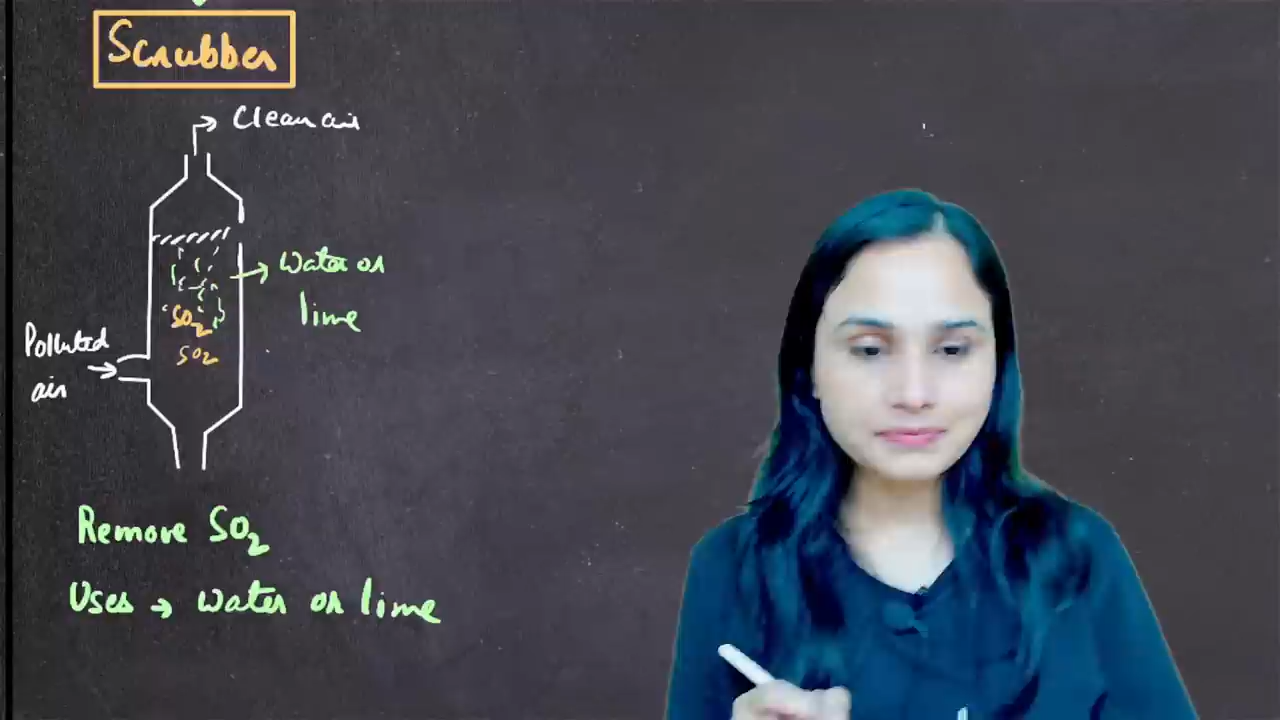 Scrubber
Clean air
Water or
lime
SO2
SO2
Polluted
air
Remove SO2
Uses → water or lime